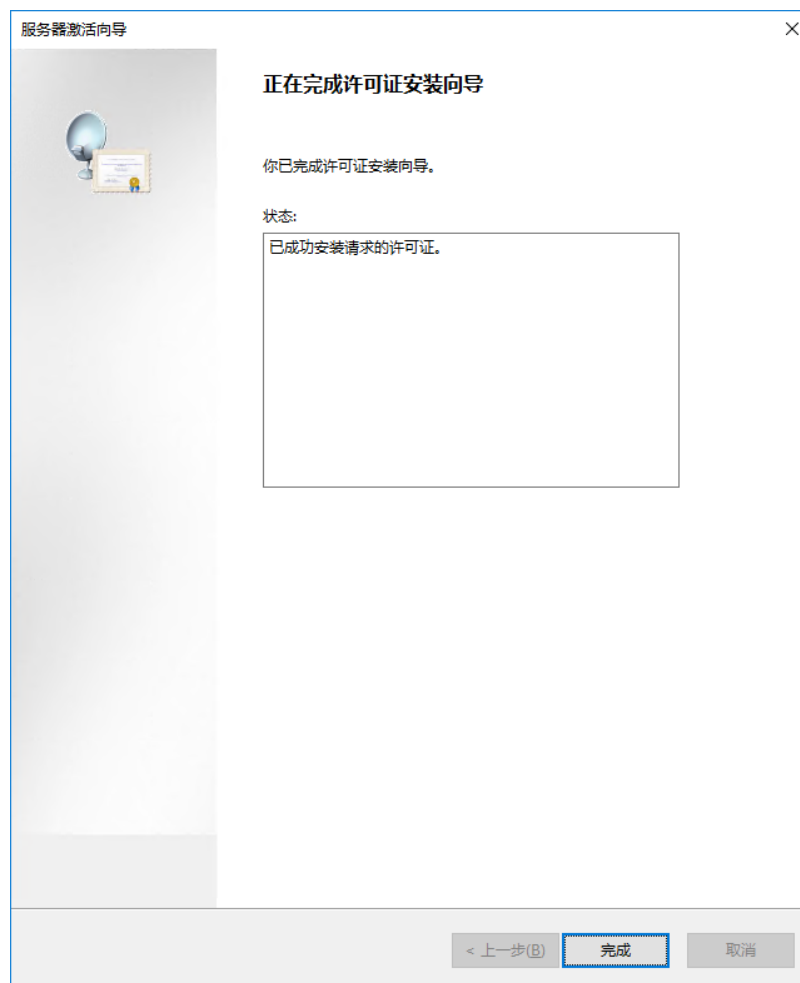 服务器激活向导
正在完成许可证安装向导
你已完成许可证安装向导。
状态:
已成功安装请求的许可证。
< 上一步(B)
完成
取消